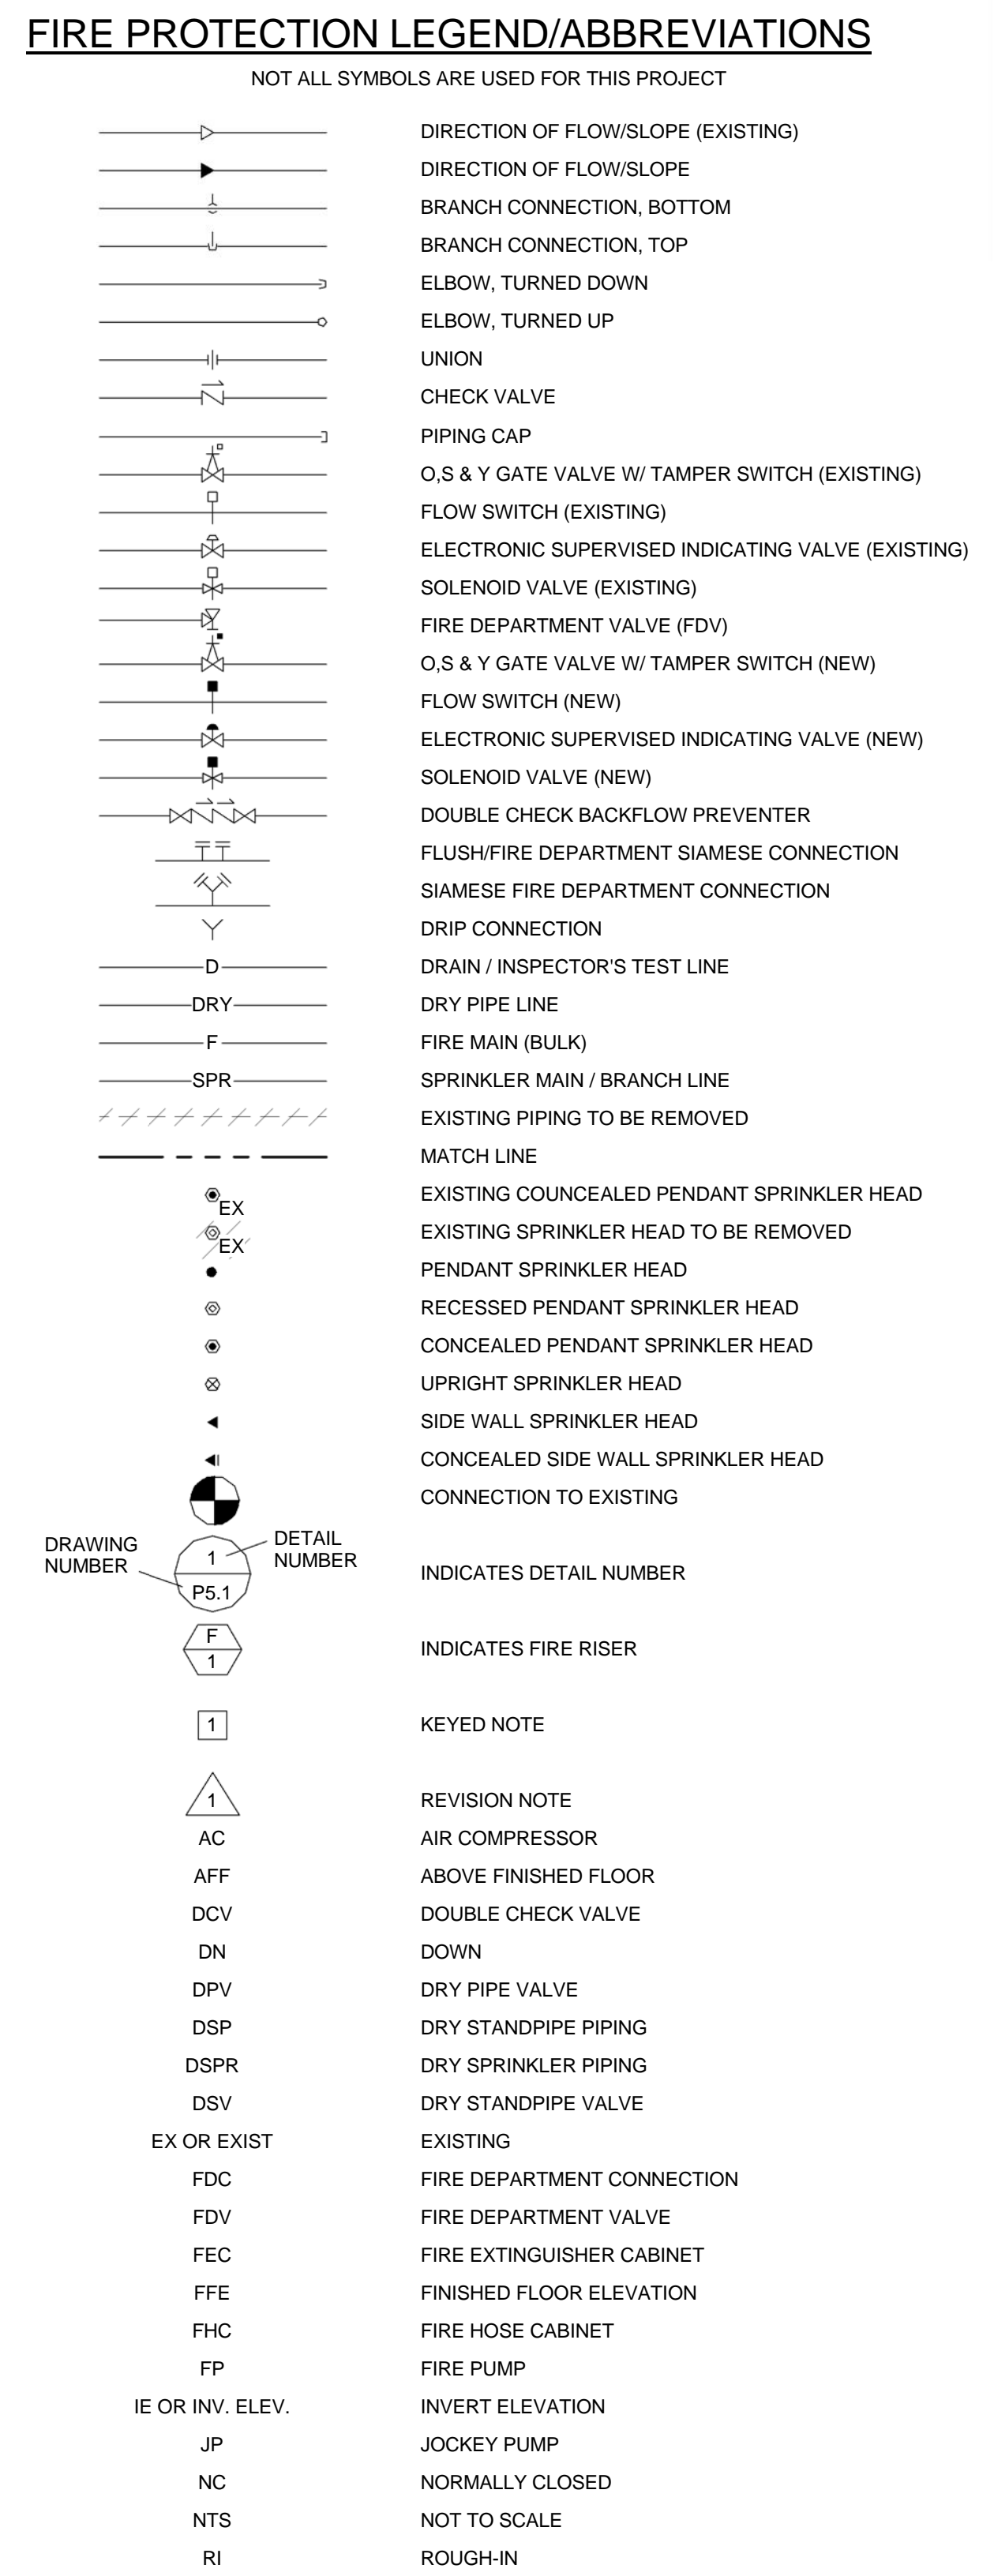 FIRE PROTECTION LEGEND/ABBREVIATIONS
NOT ALL SYMBOLS ARE USED FOR THIS PROJECT
DIRECTION OF FLOW/SLOPE (EXISTING)
DIRECTION OF FLOW/SLOPE
BRANCH CONNECTION, BOTTOM
BRANCH CONNECTION, TOP
ELBOW, TURNED DOWN
ELBOW, TURNED UP
UNION
CHECK VALVE
PIPING CAP
O,S & Y GATE VALVE W/ TAMPER SWITCH (EXISTING)
FLOW SWITCH (EXISTING)
ELECTRONIC SUPERVISED INDICATING VALVE (EXISTING)
SOLENOID VALVE (EXISTING)
FIRE DEPARTMENT VALVE (FDV)
O,S & Y GATE VALVE W/ TAMPER SWITCH (NEW)
FLOW SWITCH (NEW)
ELECTRONIC SUPERVISED INDICATING VALVE (NEW)
SOLENOID VALVE (NEW)
DOUBLE CHECK BACKFLOW PREVENTER
FLUSH/FIRE DEPARTMENT SIAMESE CONNECTION
SIAMESE FIRE DEPARTMENT CONNECTION
DRIP CONNECTION
D DRAIN / INSPECTOR'S TEST LINE
DRY DRY PIPE LINE
F FIRE MAIN (BULK)
SPR SPRINKLER MAIN / BRANCH LINE
EXISTING PIPING TO BE REMOVED
MATCH LINE
EX EXISTING COUNCEALED PENDANT SPRINKLER HEAD
EX EXISTING SPRINKLER HEAD TO BE REMOVED
PENDANT SPRINKLER HEAD
RECESSED PENDANT SPRINKLER HEAD
CONCEALED PENDANT SPRINKLER HEAD
UPRIGHT SPRINKLER HEAD
SIDE WALL SPRINKLER HEAD
CONCEALED SIDE WALL SPRINKLER HEAD
CONNECTION TO EXISTING
DRAWING NUMBER
1
P5.1
DETAIL NUMBER
INDICATES DETAIL NUMBER
F
1
INDICATES FIRE RISER
1 KEYED NOTE
1 REVISION NOTE
AC AIR COMPRESSOR
AFF ABOVE FINISHED FLOOR
DCV DOUBLE CHECK VALVE
DN DOWN
DPV DRY PIPE VALVE
DSP DRY STANDPIPE PIPING
DSPR DRY SPRINKLER PIPING
DSV DRY STANDPIPE VALVE
EX OR EXIST EXISTING
FDC FIRE DEPARTMENT CONNECTION
FDV FIRE DEPARTMENT VALVE
FEC FIRE EXTINGUISHER CABINET
FFE FINISHED FLOOR ELEVATION
FHC FIRE HOSE CABINET
FP FIRE PUMP
IE OR INV. ELEV. INVERT ELEVATION
JP JOCKEY PUMP
NC NORMALLY CLOSED
NTS NOT TO SCALE
RI ROUGH-IN